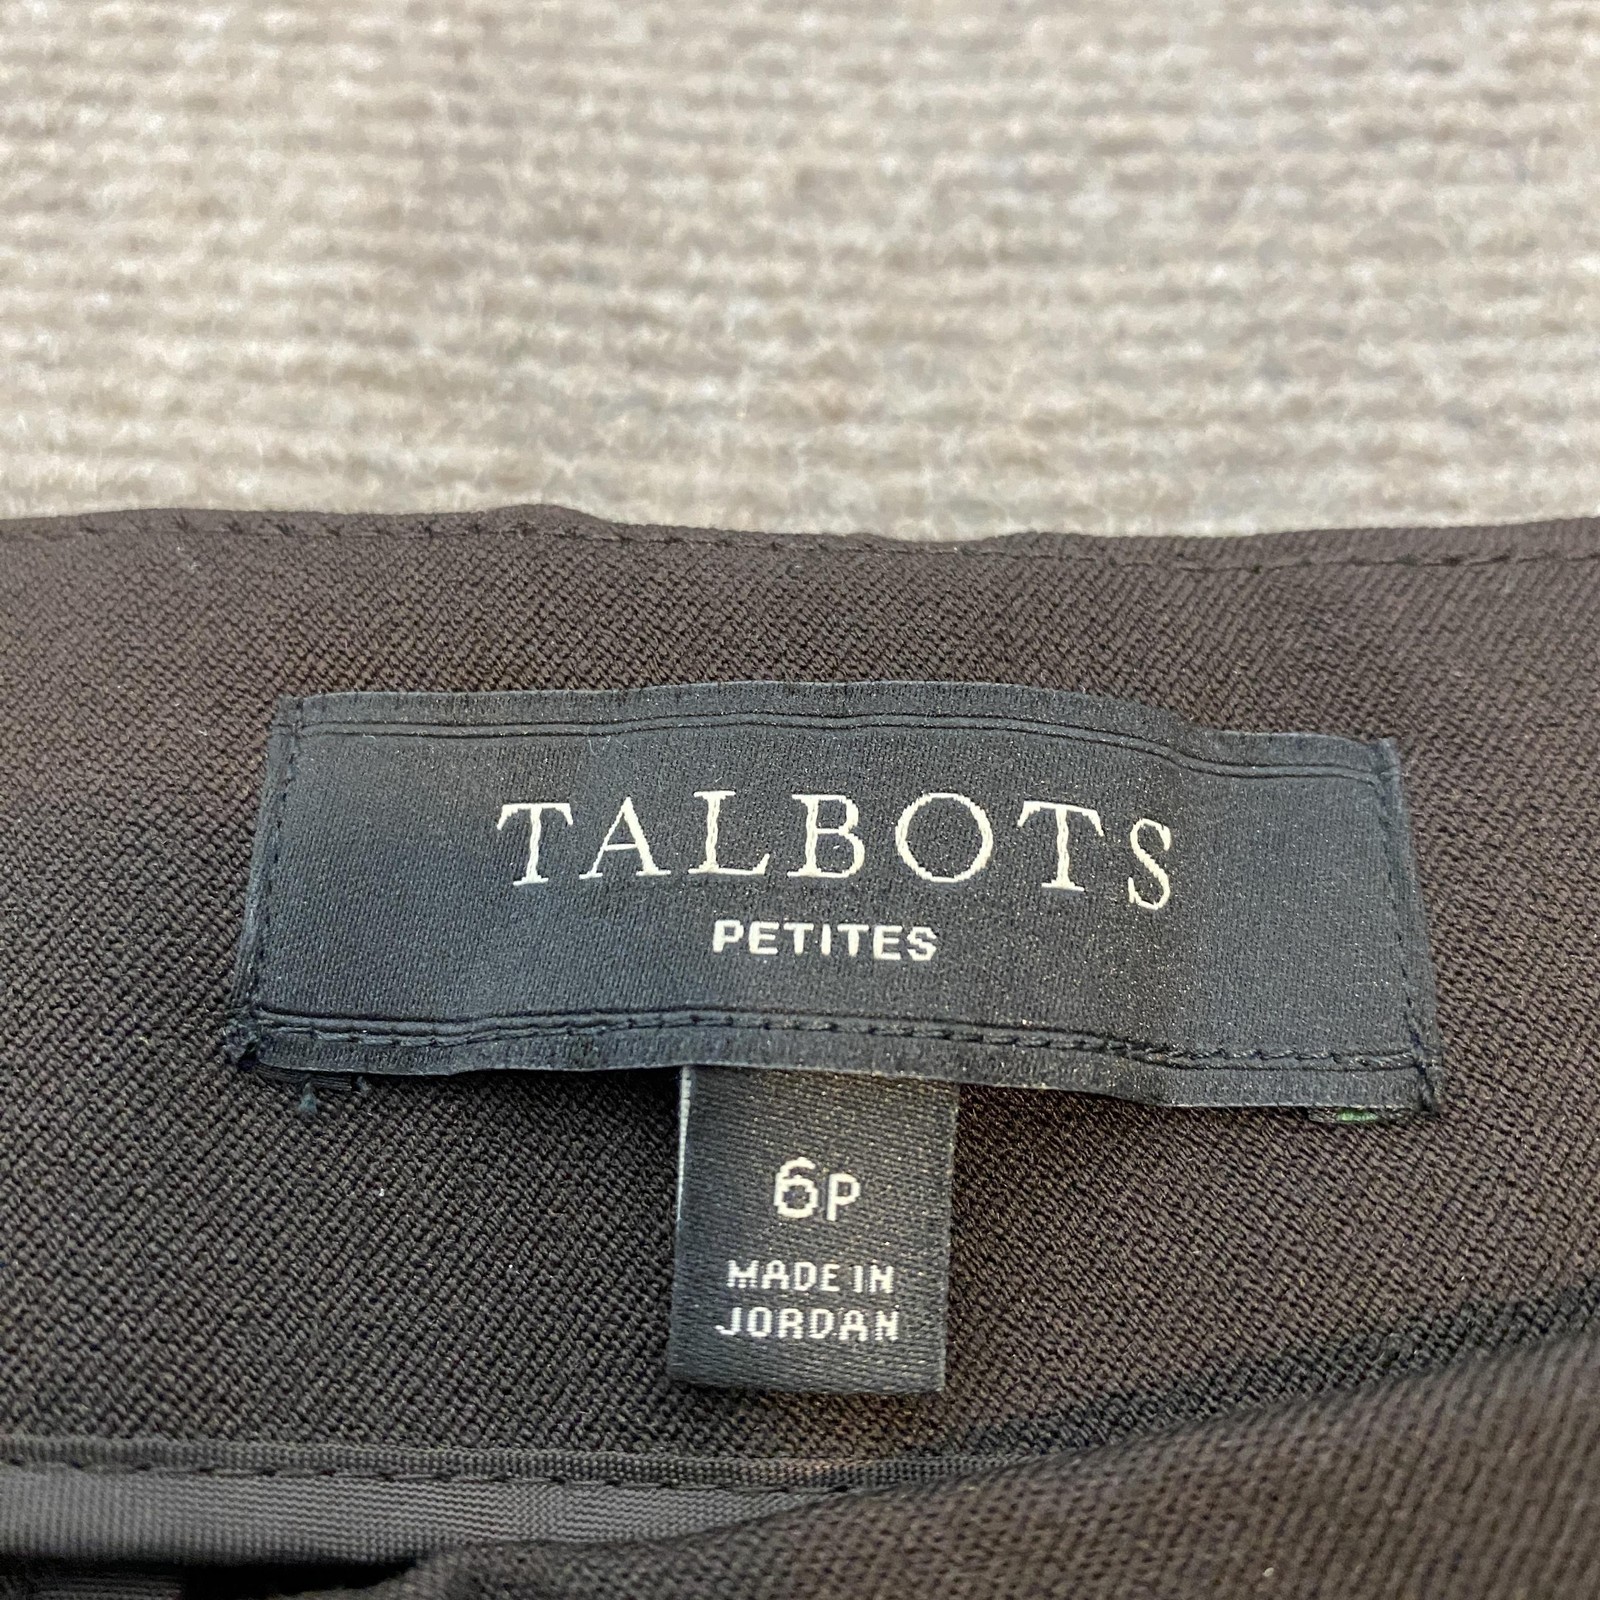 TALBOTS
PETITES
6P
MADE IN
JORDAN